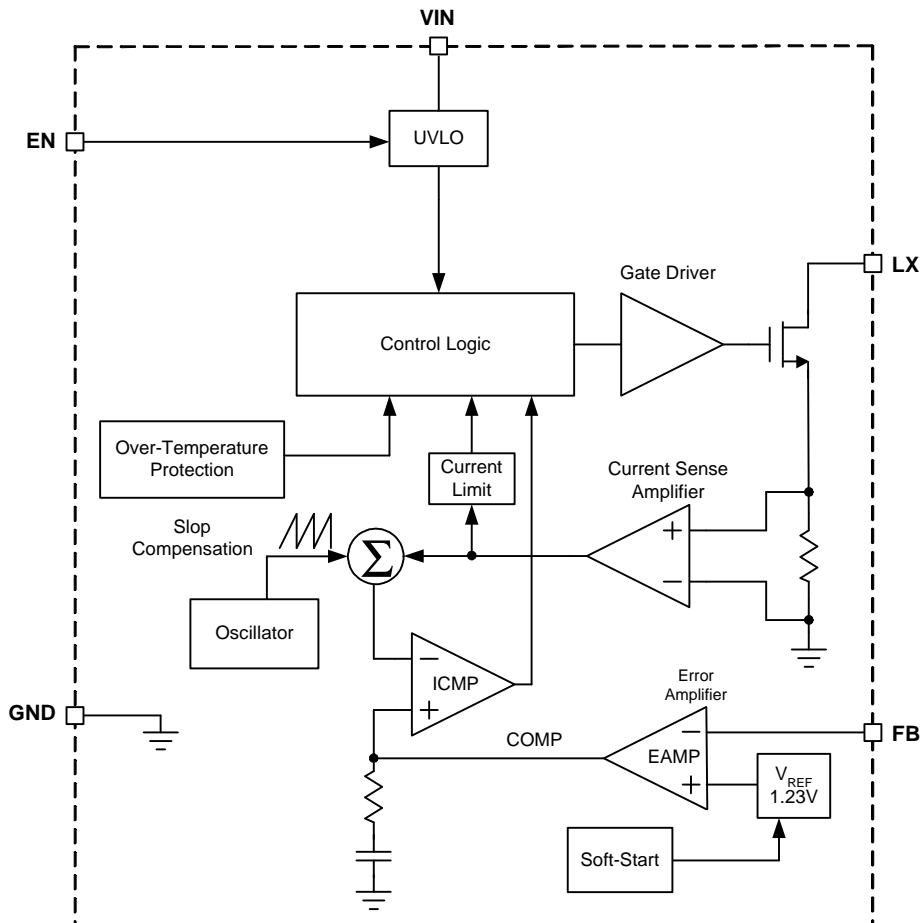 VIN
EN
UVLO
LX
Gate Driver
Control Logic
Over-Temperature
Protection
Current
Limit
Current Sense
Amplifier
Slop
Compensation
+
−
Σ
Oscillator
−
ICMP
+
GND
Error
Amplifier
COMP
−
EAMP
+
FB
VREF
1.23V
Soft-Start